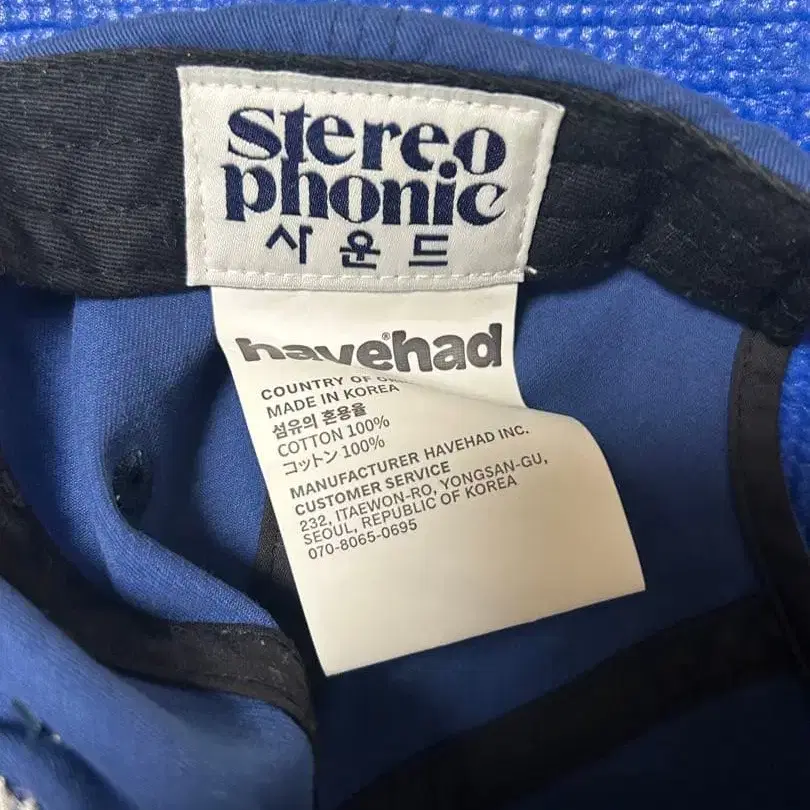 Stereo
phonic
사운드
havehad®
COUNTRY OF
MADE IN KOREA
섬유의 혼용율
COTTON 100%
コットン 100%
MANUFACTURER HAVEHAD INC.
CUSTOMER SERVICE
232, ITAEWON-RO, YONGSAN-GU,
SEOUL, REPUBLIC OF KOREA
070-8065-0695